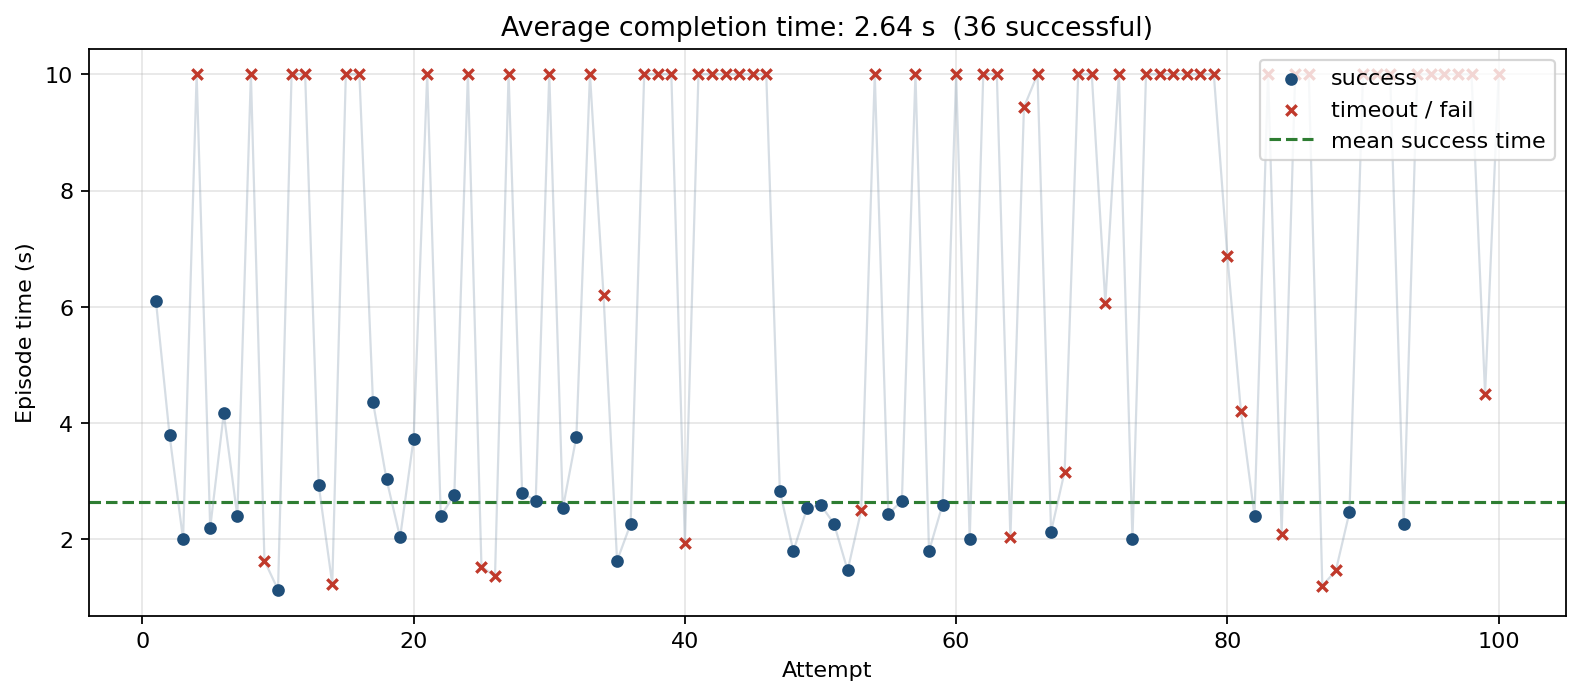 Average completion time: 2.64 s  (36 successful)
10
8
6
4
2
Episode time (s)
success
timeout / fail
mean success time
0
20
40
60
80
100
Attempt